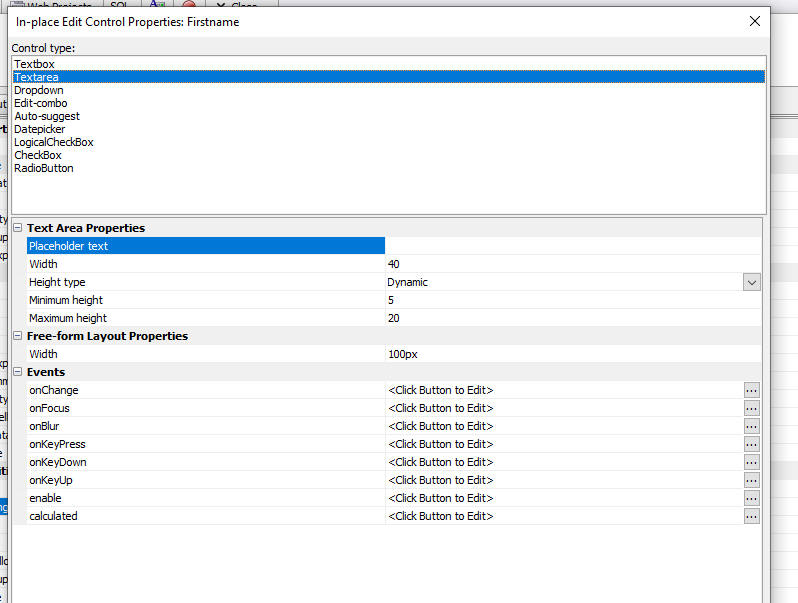 Web Projects SQL Close
In-place Edit Control Properties: Firstname
Control type:
Textbox
Textarea
Dropdown
Edit-combo
Auto-suggest
Datepicker
LogicalCheckBox
CheckBox
RadioButton
Text Area Properties
Placeholder text
Width 40
Height type Dynamic
Minimum height 5
Maximum height 20
Free-form Layout Properties
Width 100px
Events
onChange <Click Button to Edit> ...
onFocus <Click Button to Edit> ...
onBlur <Click Button to Edit> ...
onKeyPress <Click Button to Edit> ...
onKeyDown <Click Button to Edit> ...
onKeyUp <Click Button to Edit> ...
enable <Click Button to Edit> ...
calculated <Click Button to Edit> ...